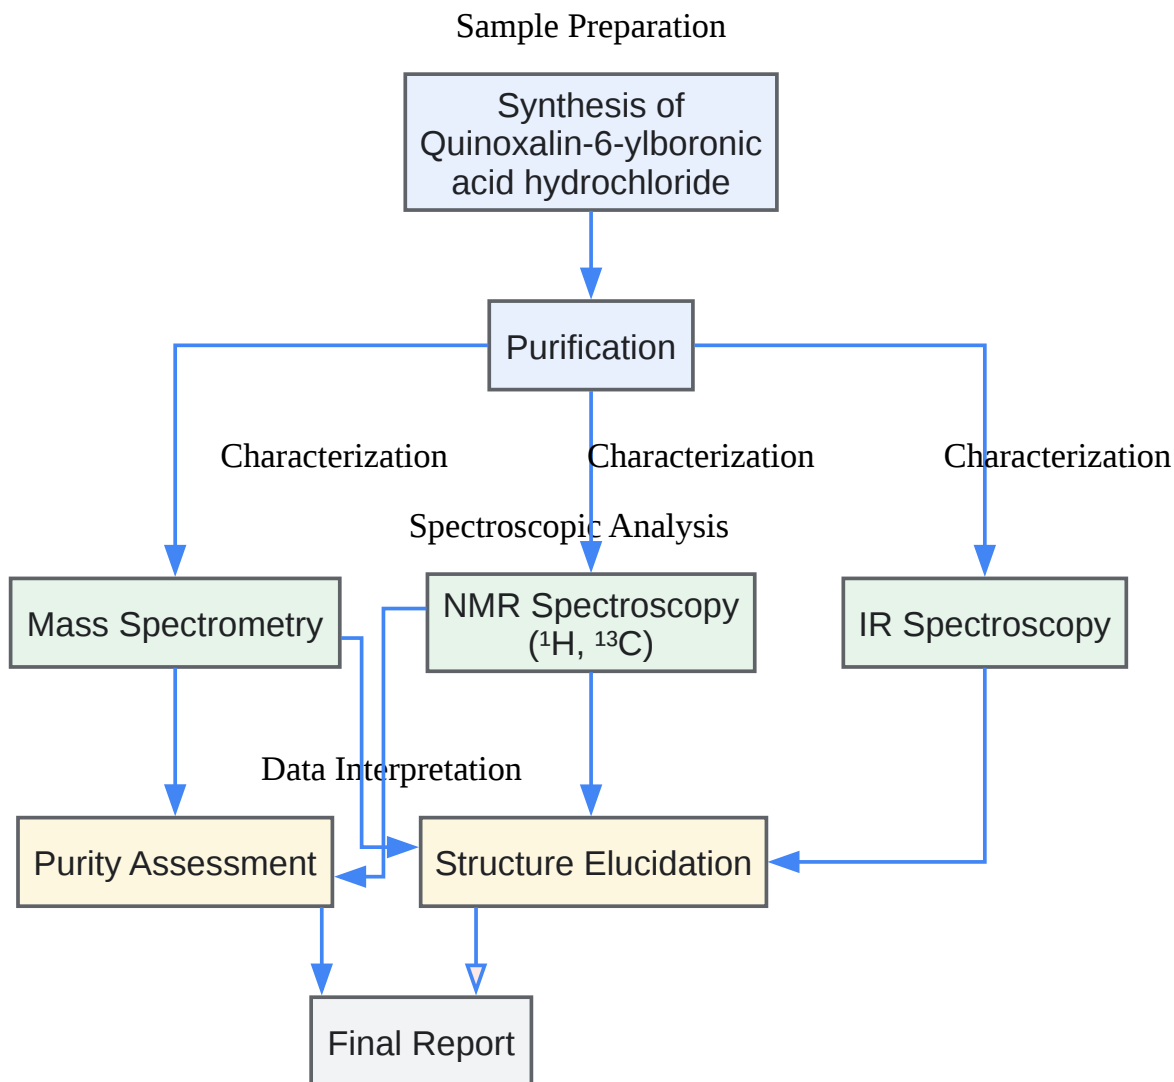 Sample Preparation
Synthesis of
Quinoxalin-6-ylboronic
acid hydrochloride
Purification
Characterization
Characterization
Characterization
Spectroscopic Analysis
Mass Spectrometry
NMR Spectroscopy
(¹H, ¹³C)
IR Spectroscopy
Data Interpretation
Purity Assessment
Structure Elucidation
Final Report